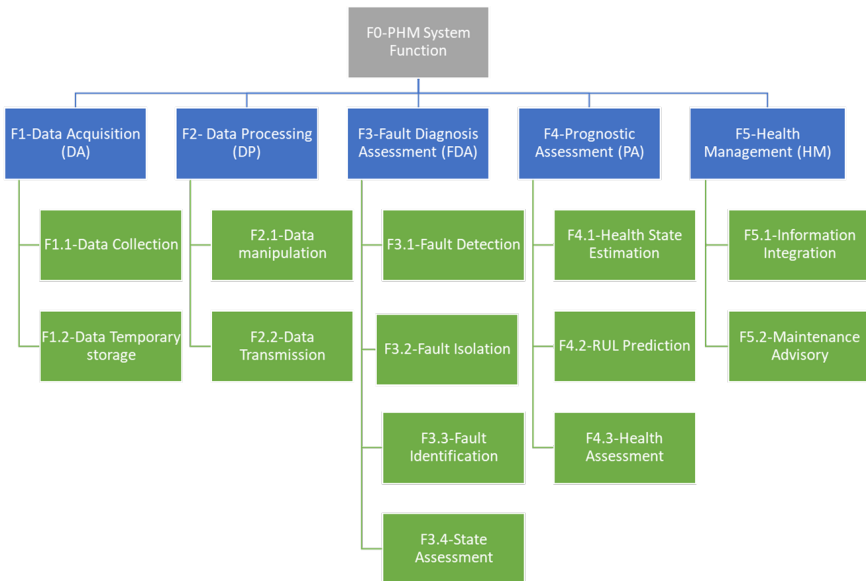 F0-PHM System
Function
F1-Data Acquisition
(DA)
F2- Data Processing
(DP)
F3-Fault Diagnosis
Assessment (FDA)
F4-Prognostic
Assessment (PA)
F5-Health
Management (HM)
F1.1-Data Collection
F1.2-Data Temporary
storage
F2.1-Data
manipulation
F2.2-Data
Transmission
F3.1-Fault Detection
F3.2-Fault Isolation
F3.3-Fault
Identification
F3.4-State
Assessment
F4.1-Health State
Estimation
F4.2-RUL Prediction
F4.3-Health
Assessment
F5.1-Information
Integration
F5.2-Maintenance
Advisory